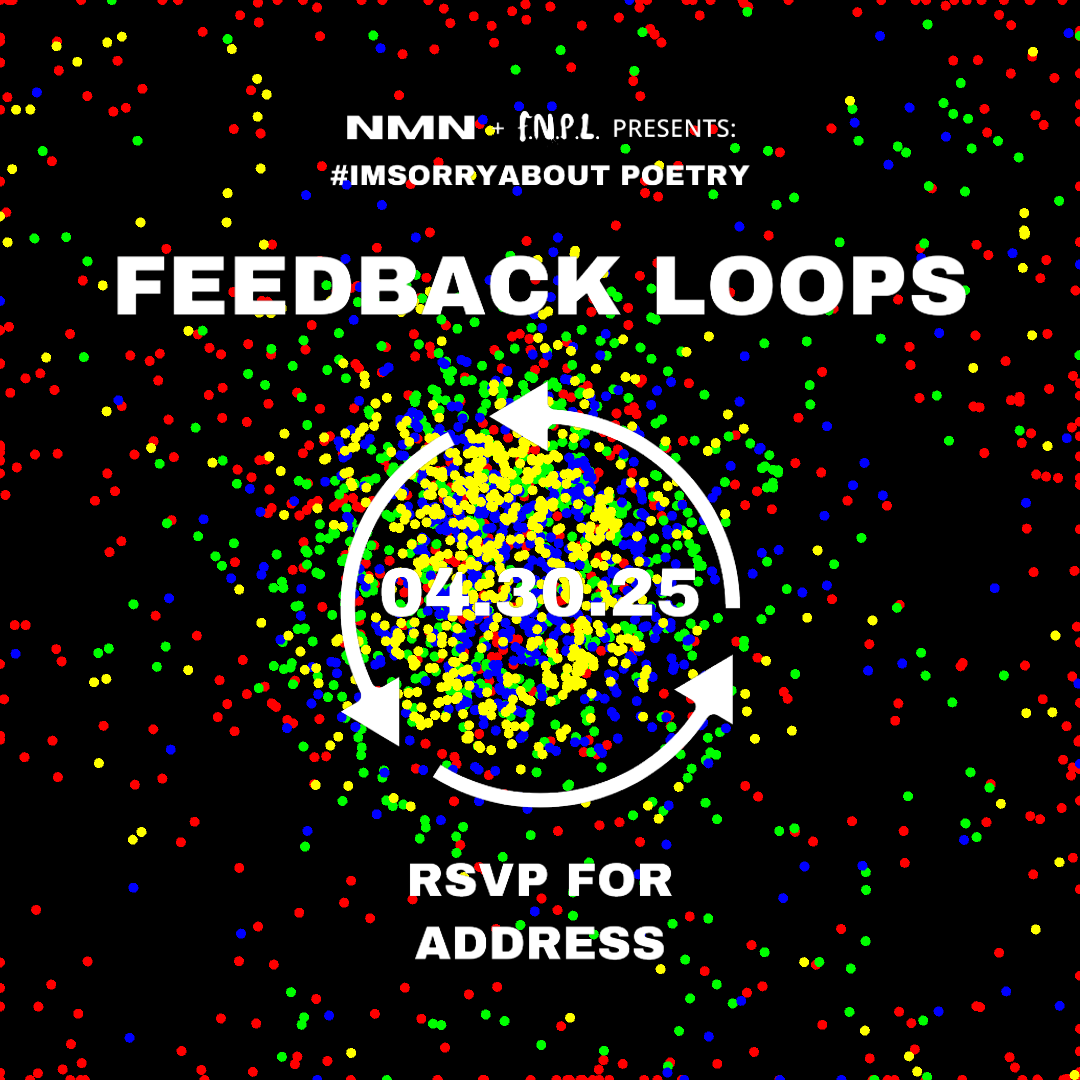 NMN + F.N.P.L. PRESENTS:
#IMSORRYABOUT POETRY
FEEDBACK LOOPS
04.30.25
RSVP FOR
ADDRESS